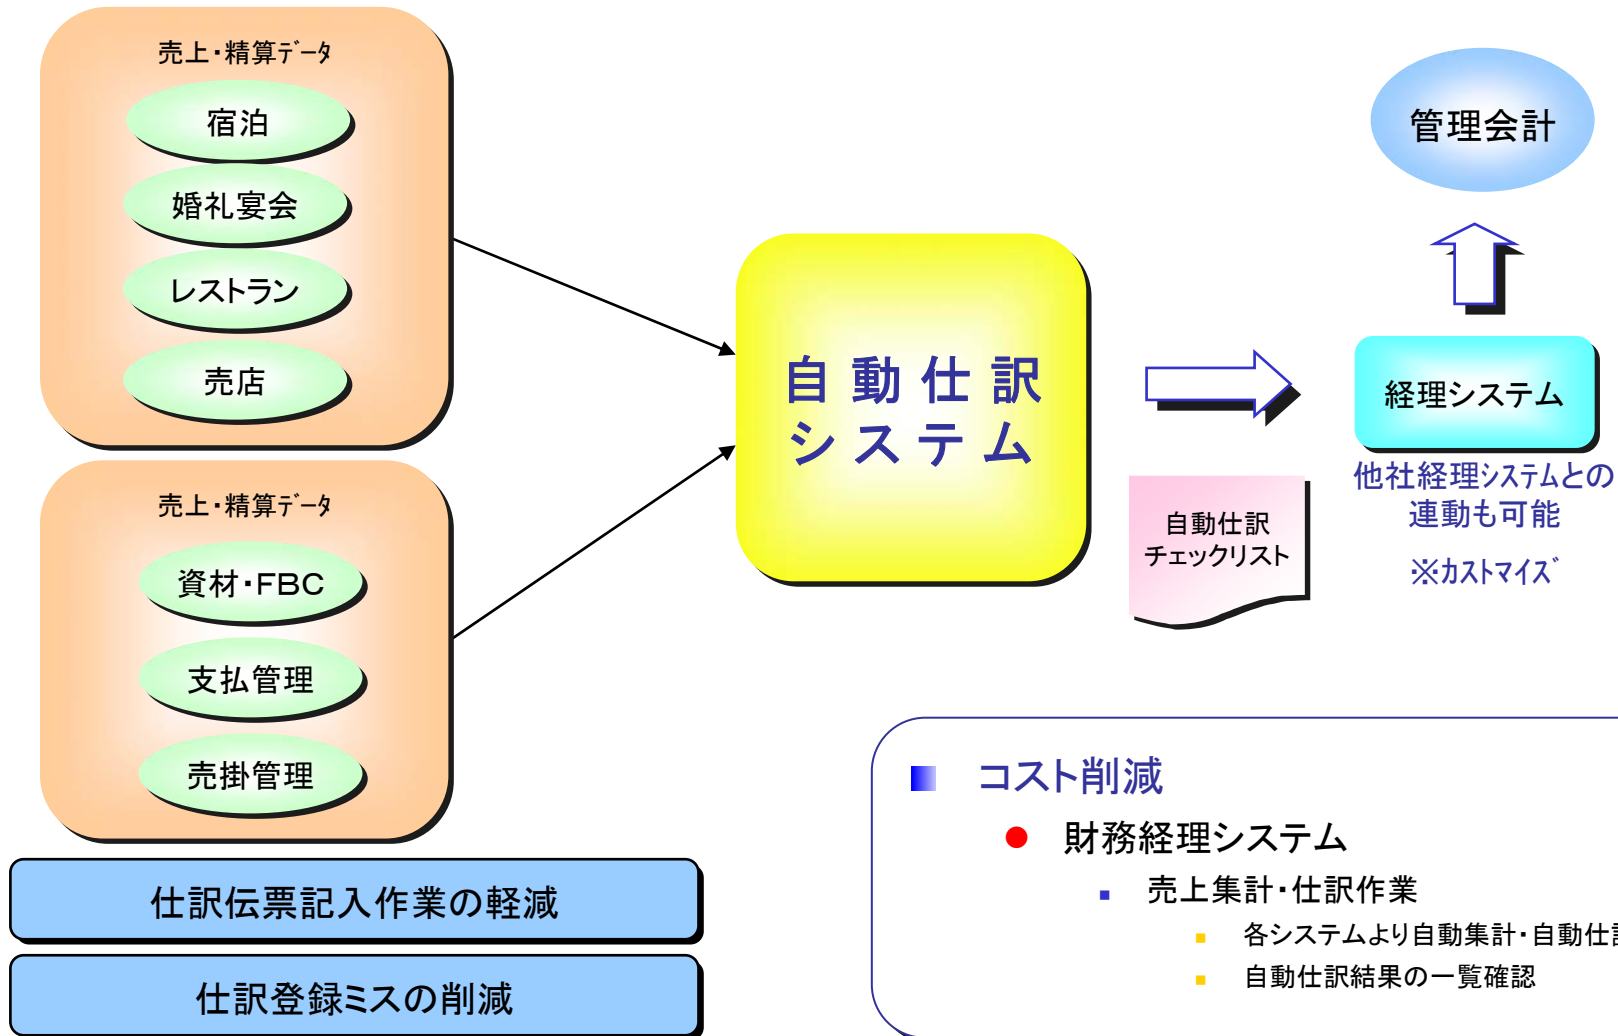 売上・精算ﾃﾞｰﾀ
宿泊
婚礼宴会
レストラン
売店
売上・精算ﾃﾞｰﾀ
資材・ＦＢＣ
支払管理
売掛管理
仕訳伝票記入作業の軽減
仕訳登録ミスの削減
自動仕訳
システム
自動仕訳
チェックリスト
管理会計
経理システム
他社経理ｼｽﾃﾑとの
連動も可能
※ｶｽﾄﾏｲｽﾞ
コスト削減
財務経理システム
売上集計・仕訳作業
各システムより自動集計・自動仕訳
自動仕訳結果の一覧確認